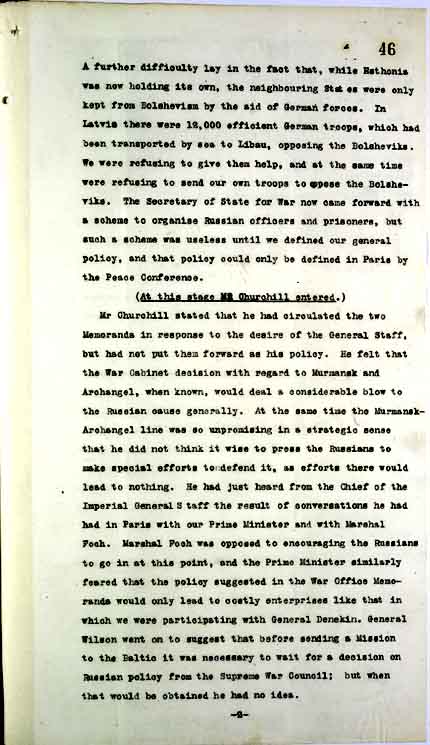 46
A further difficulty lay in the fact that, while Esthonia
was now holding its own, the neighbouring States were only
kept from Bolshevism by the aid of German forces. In
Latvia there were 12,000 efficient German troops, which had
been transported by sea to Libau, opposing the Bolsheviks.
We were refusing to give them help, and at the same time
were refusing to send our own troops to oppose the Bolshe-
viks. The Secretary of State for War now came forward with
a scheme to organise Russian officers and prisoners, but
such a scheme was useless until we defined our general
policy, and that policy could only be defined in Paris by
the Peace Conference.
(At this stage MR Churchill entered.)
Mr Churchill stated that he had circulated the two
Memoranda in response to the desire of the General Staff,
but had not put them forward as his policy. He felt that
the War Cabinet decision with regard to Murmansk and
Archangel, when known, would deal a considerable blow to
the Russian cause generally. At the same time the Murmansk-
Archangel line was so unpromising in a strategic sense
that he did not think it wise to press the Russians to
make special efforts to defend it, as efforts there would
lead to nothing. He had just heard from the Chief of the
Imperial General Staff the result of conversations he had
had in Paris with our Prime Minister and with Marshal
Foch. Marshal Foch was opposed to encouraging the Russians
to go in at this point, and the Prime Minister similarly
feared that the policy suggested in the War Office Memo-
randa would only lead to costly enterprises like that in
which we were participating with General Denekin. General
Wilson went on to suggest that before sending a Mission
to the Baltic it was necessary to wait for a decision on
Russian policy from the Supreme War Council; but when
that would be obtained he had no idea.
-2-